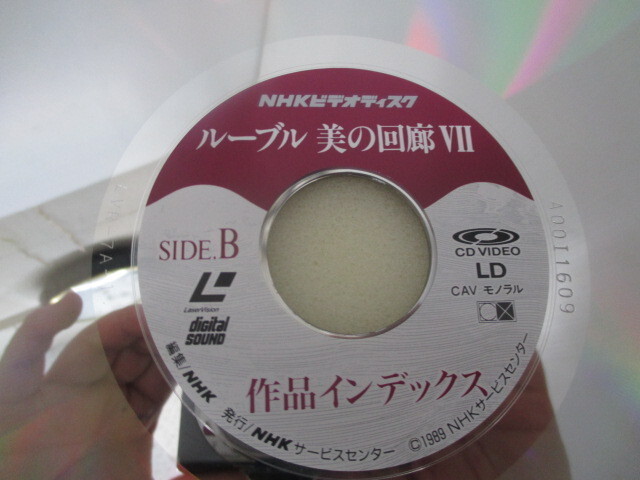 NHKビデオディスク
ルーブル 美の回廊 VII
SIDE.B
CD VIDEO
LD
CAV モノラル
LaserVision
digital SOUND
作品インデックス
編集/NHK
発行/NHKサービスセンター
©1989 NHKサービスセンター
A00I1609